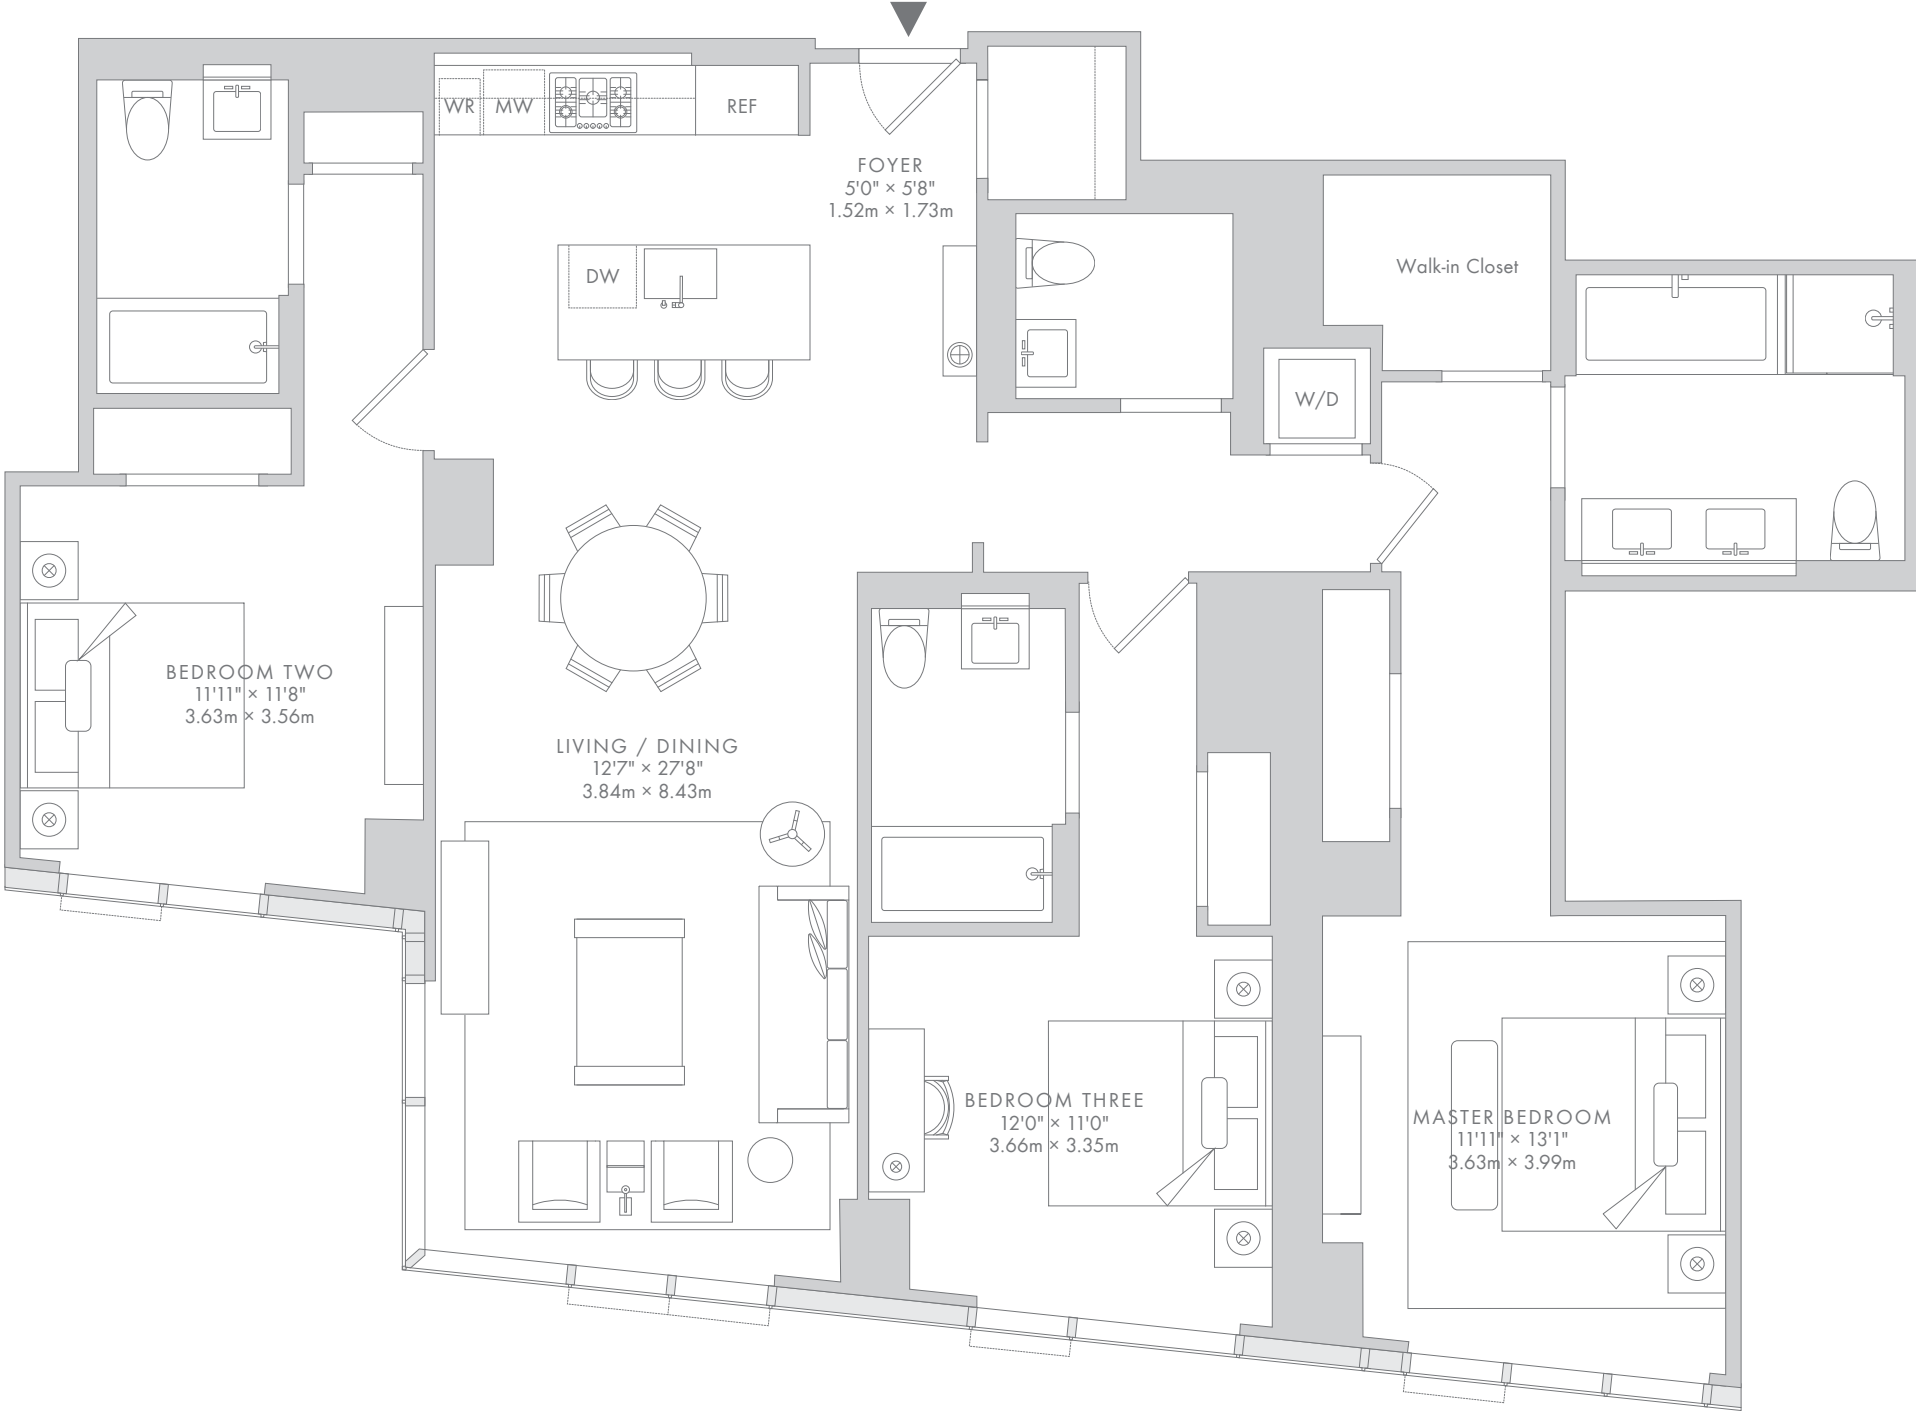 WR
MW
REF
FOYER
5'0" × 5'8"
1.52m × 1.73m
DW
Walk-in Closet
W/D
BEDROOM TWO
11'11" × 11'8"
3.63m × 3.56m
LIVING / DINING
12'7" × 27'8"
3.84m × 8.43m
BEDROOM THREE
12'0" × 11'0"
3.66m × 3.35m
MASTER BEDROOM
11'11" × 13'1"
3.63m × 3.99m